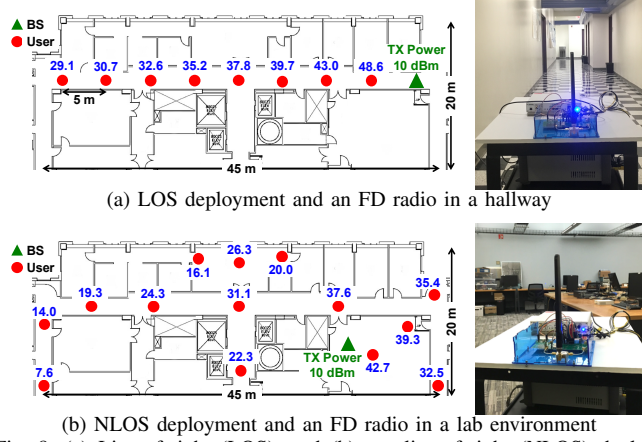 BS
User
29.1 30.7 32.6 35.2 37.8 39.7 43.0 48.6
TX Power
10 dBm
5 m
20 m
45 m
(a) LOS deployment and an FD radio in a hallway
BS
User
16.1 26.3 20.0
35.4
19.3 24.3 31.1 37.6
14.0
39.3
20 m
TX Power
10 dBm
7.6 22.3 42.7 32.5
45 m
(b) NLOS deployment and an FD radio in a lab environment